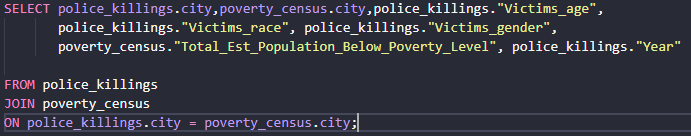 SELECT police_killings.city,poverty_census.city,police_killings."Victims_age",
police_killings."Victims_race", police_killings."Victims_gender",
poverty_census."Total_Est_Population_Below_Poverty_Level", police_killings."Year"
FROM police_killings
JOIN poverty_census
ON police_killings.city = poverty_census.city;